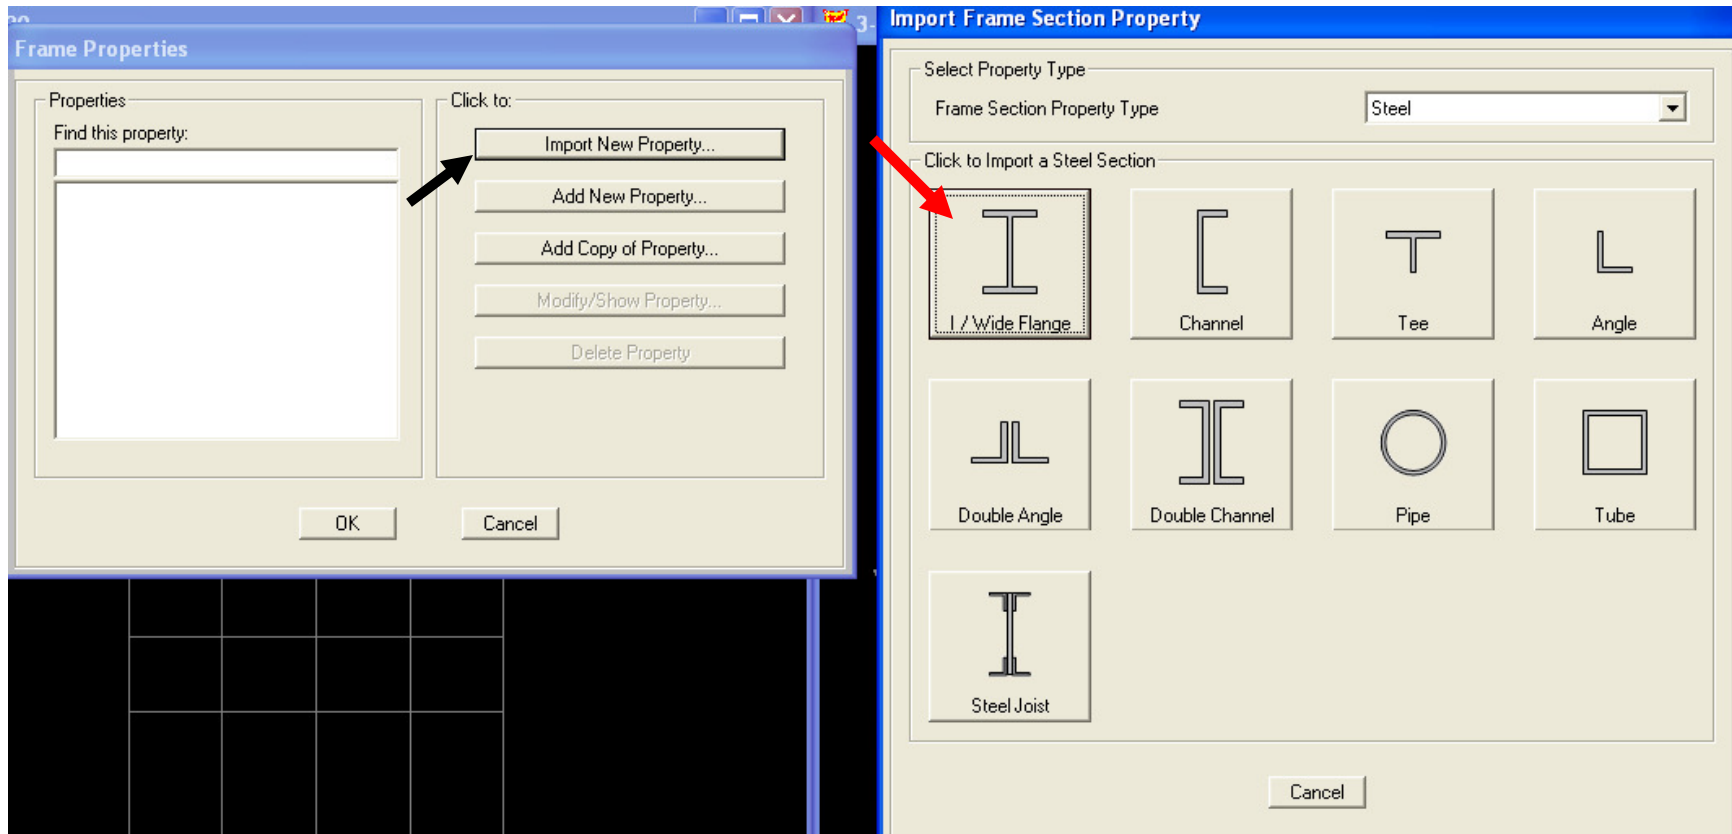 Frame Properties
Properties
Find this property:
Click to:
Import New Property...
Add New Property...
Add Copy of Property...
Modify/Show Property...
Delete Property
OK
Cancel
3-
Import Frame Section Property
Select Property Type
Frame Section Property Type
Steel
Click to Import a Steel Section
I / Wide Flange
Channel
Tee
Angle
Double Angle
Double Channel
Pipe
Tube
Steel Joist
Cancel